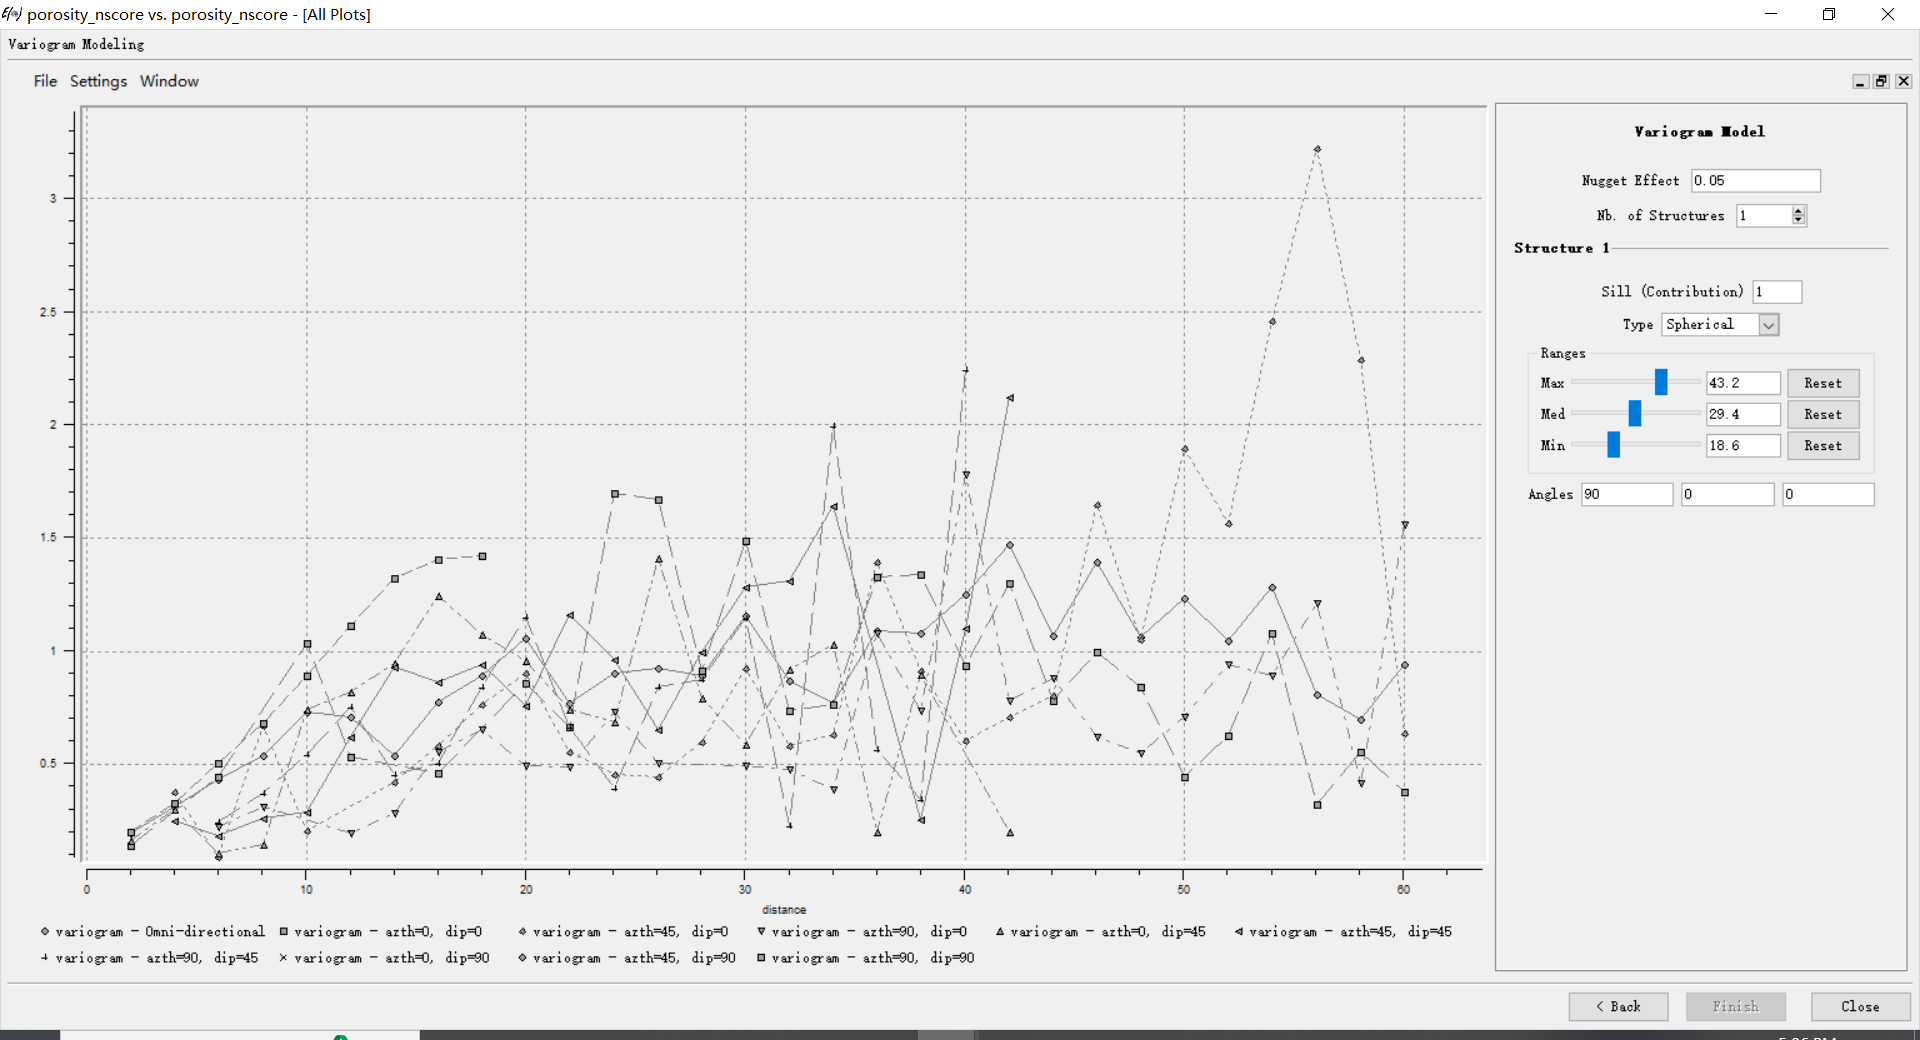 porosity_nscore vs. porosity_nscore - [All Plots]
Variogram Modeling
File Settings Window
3
2.5
2
1.5
1
0.5
0 10 20 30 40 50 60
distance
variogram - Omni-directional variogram - azth=0, dip=0 variogram - azth=45, dip=0 variogram - azth=90, dip=0 variogram - azth=0, dip=45 variogram - azth=45, dip=45
variogram - azth=90, dip=45 variogram - azth=0, dip=90 variogram - azth=45, dip=90 variogram - azth=90, dip=90
Variogram Model
Nugget Effect 0.05
Nb. of Structures 1
Structure 1
Sill (Contribution) 1
Type Spherical
Ranges
Max 43.2 Reset
Med 29.4 Reset
Min 18.6 Reset
Angles 90 0 0
< Back Finish Close